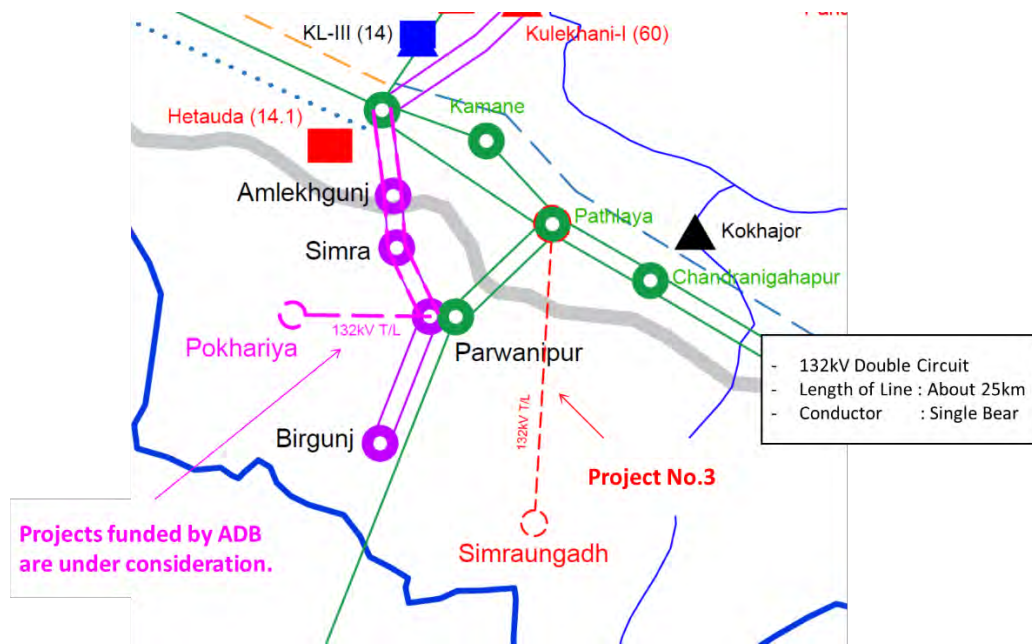 KL-III (14)
Kulekhani-I (60)
Kamane
Hetauda (14.1)
Amlekhgunj
Pathlaya
Kokhajor
Simra
Chandranigahapur
132kV T/L
Pokhariya
Parwanipur
- 132kV Double Circuit
- Length of Line : About 25km
- Conductor : Single Bear
132kV T/L
Birgunj
Project No.3
Projects funded by ADB
are under consideration.
Simraungadh